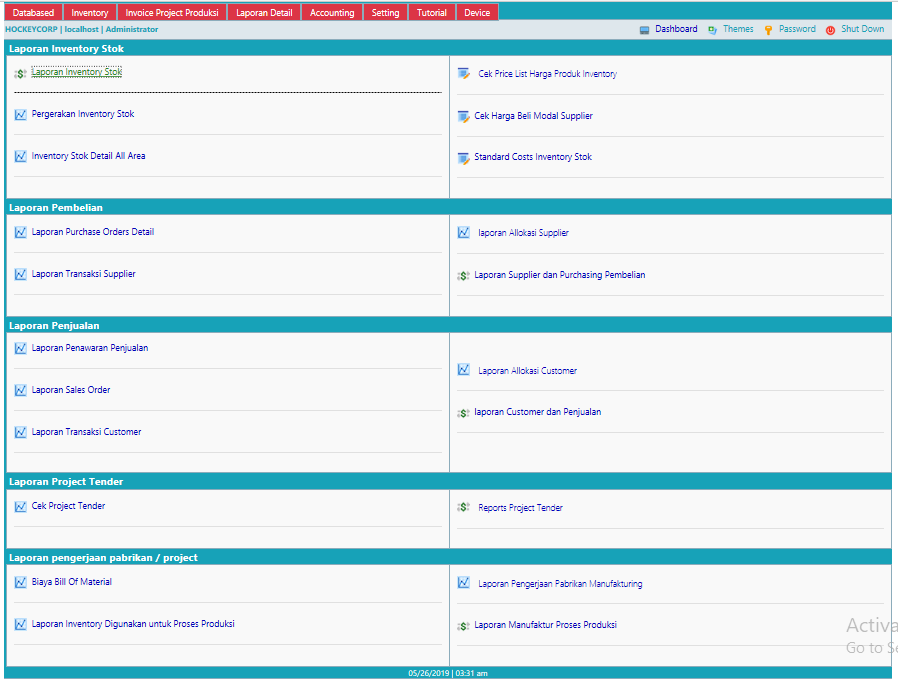 Databased Inventory Invoice Project Produksi Laporan Detail Accounting Setting Tutorial Device
HOCKEYCORP | localhost | Administrator
Dashboard Themes Password Shut Down
Laporan Inventory Stok
Laporan Inventory Stok
Cek Price List Harga Produk Inventory
Pergerakan Inventory Stok
Cek Harga Beli Modal Supplier
Inventory Stok Detail All Area
Standard Costs Inventory Stok
Laporan Pembelian
Laporan Purchase Orders Detail
laporan Allokasi Supplier
Laporan Transaksi Supplier
Laporan Supplier dan Purchasing Pembelian
Laporan Penjualan
Laporan Penawaran Penjualan
Laporan Allokasi Customer
Laporan Sales Order
laporan Customer dan Penjualan
Laporan Transaksi Customer
Laporan Project Tender
Cek Project Tender
Reports Project Tender
Laporan pengerjaan pabrikan / project
Biaya Bill Of Material
Laporan Pengerjaan Pabrikan Manufakturing
Laporan Inventory Digunakan untuk Proses Produksi
Laporan Manufaktur Proses Produksi
Activa
Go to Se
05/26/2019 | 03:31 am